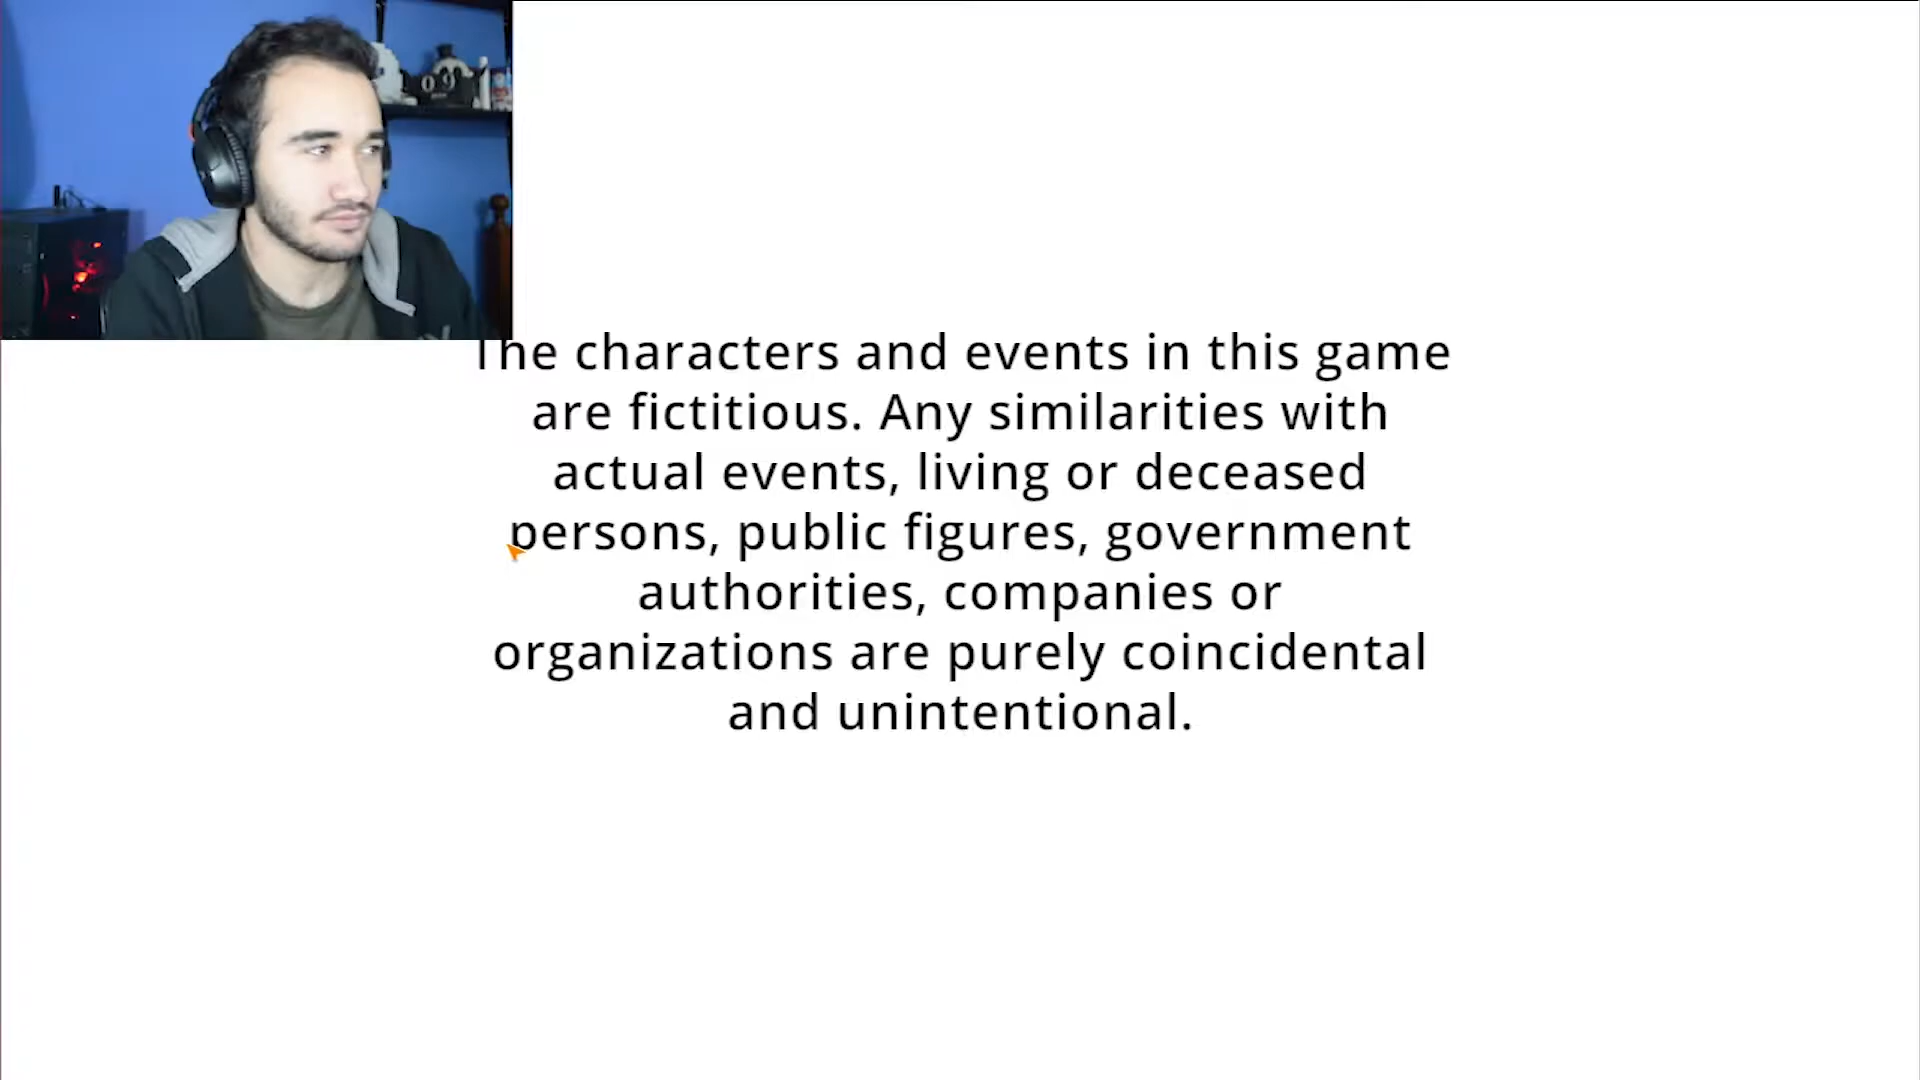 The characters and events in this game
are fictitious. Any similarities with
actual events, living or deceased
persons, public figures, government
authorities, companies or
organizations are purely coincidental
and unintentional.